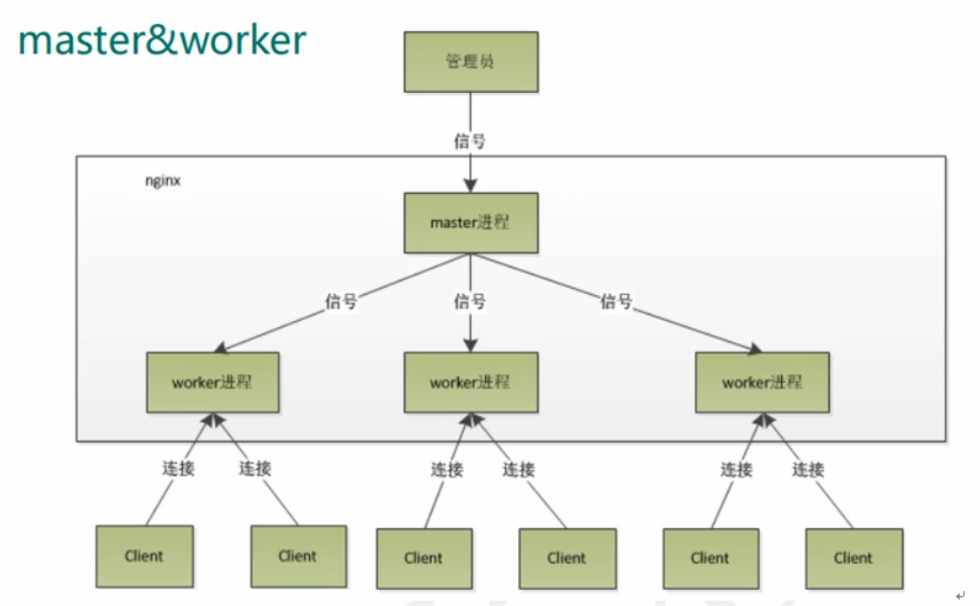 master&worker
管理员
信号
nginx
master进程
信号 信号 信号
worker进程 worker进程 worker进程
连接 连接 连接 连接 连接 连接
Client Client Client Client Client Client